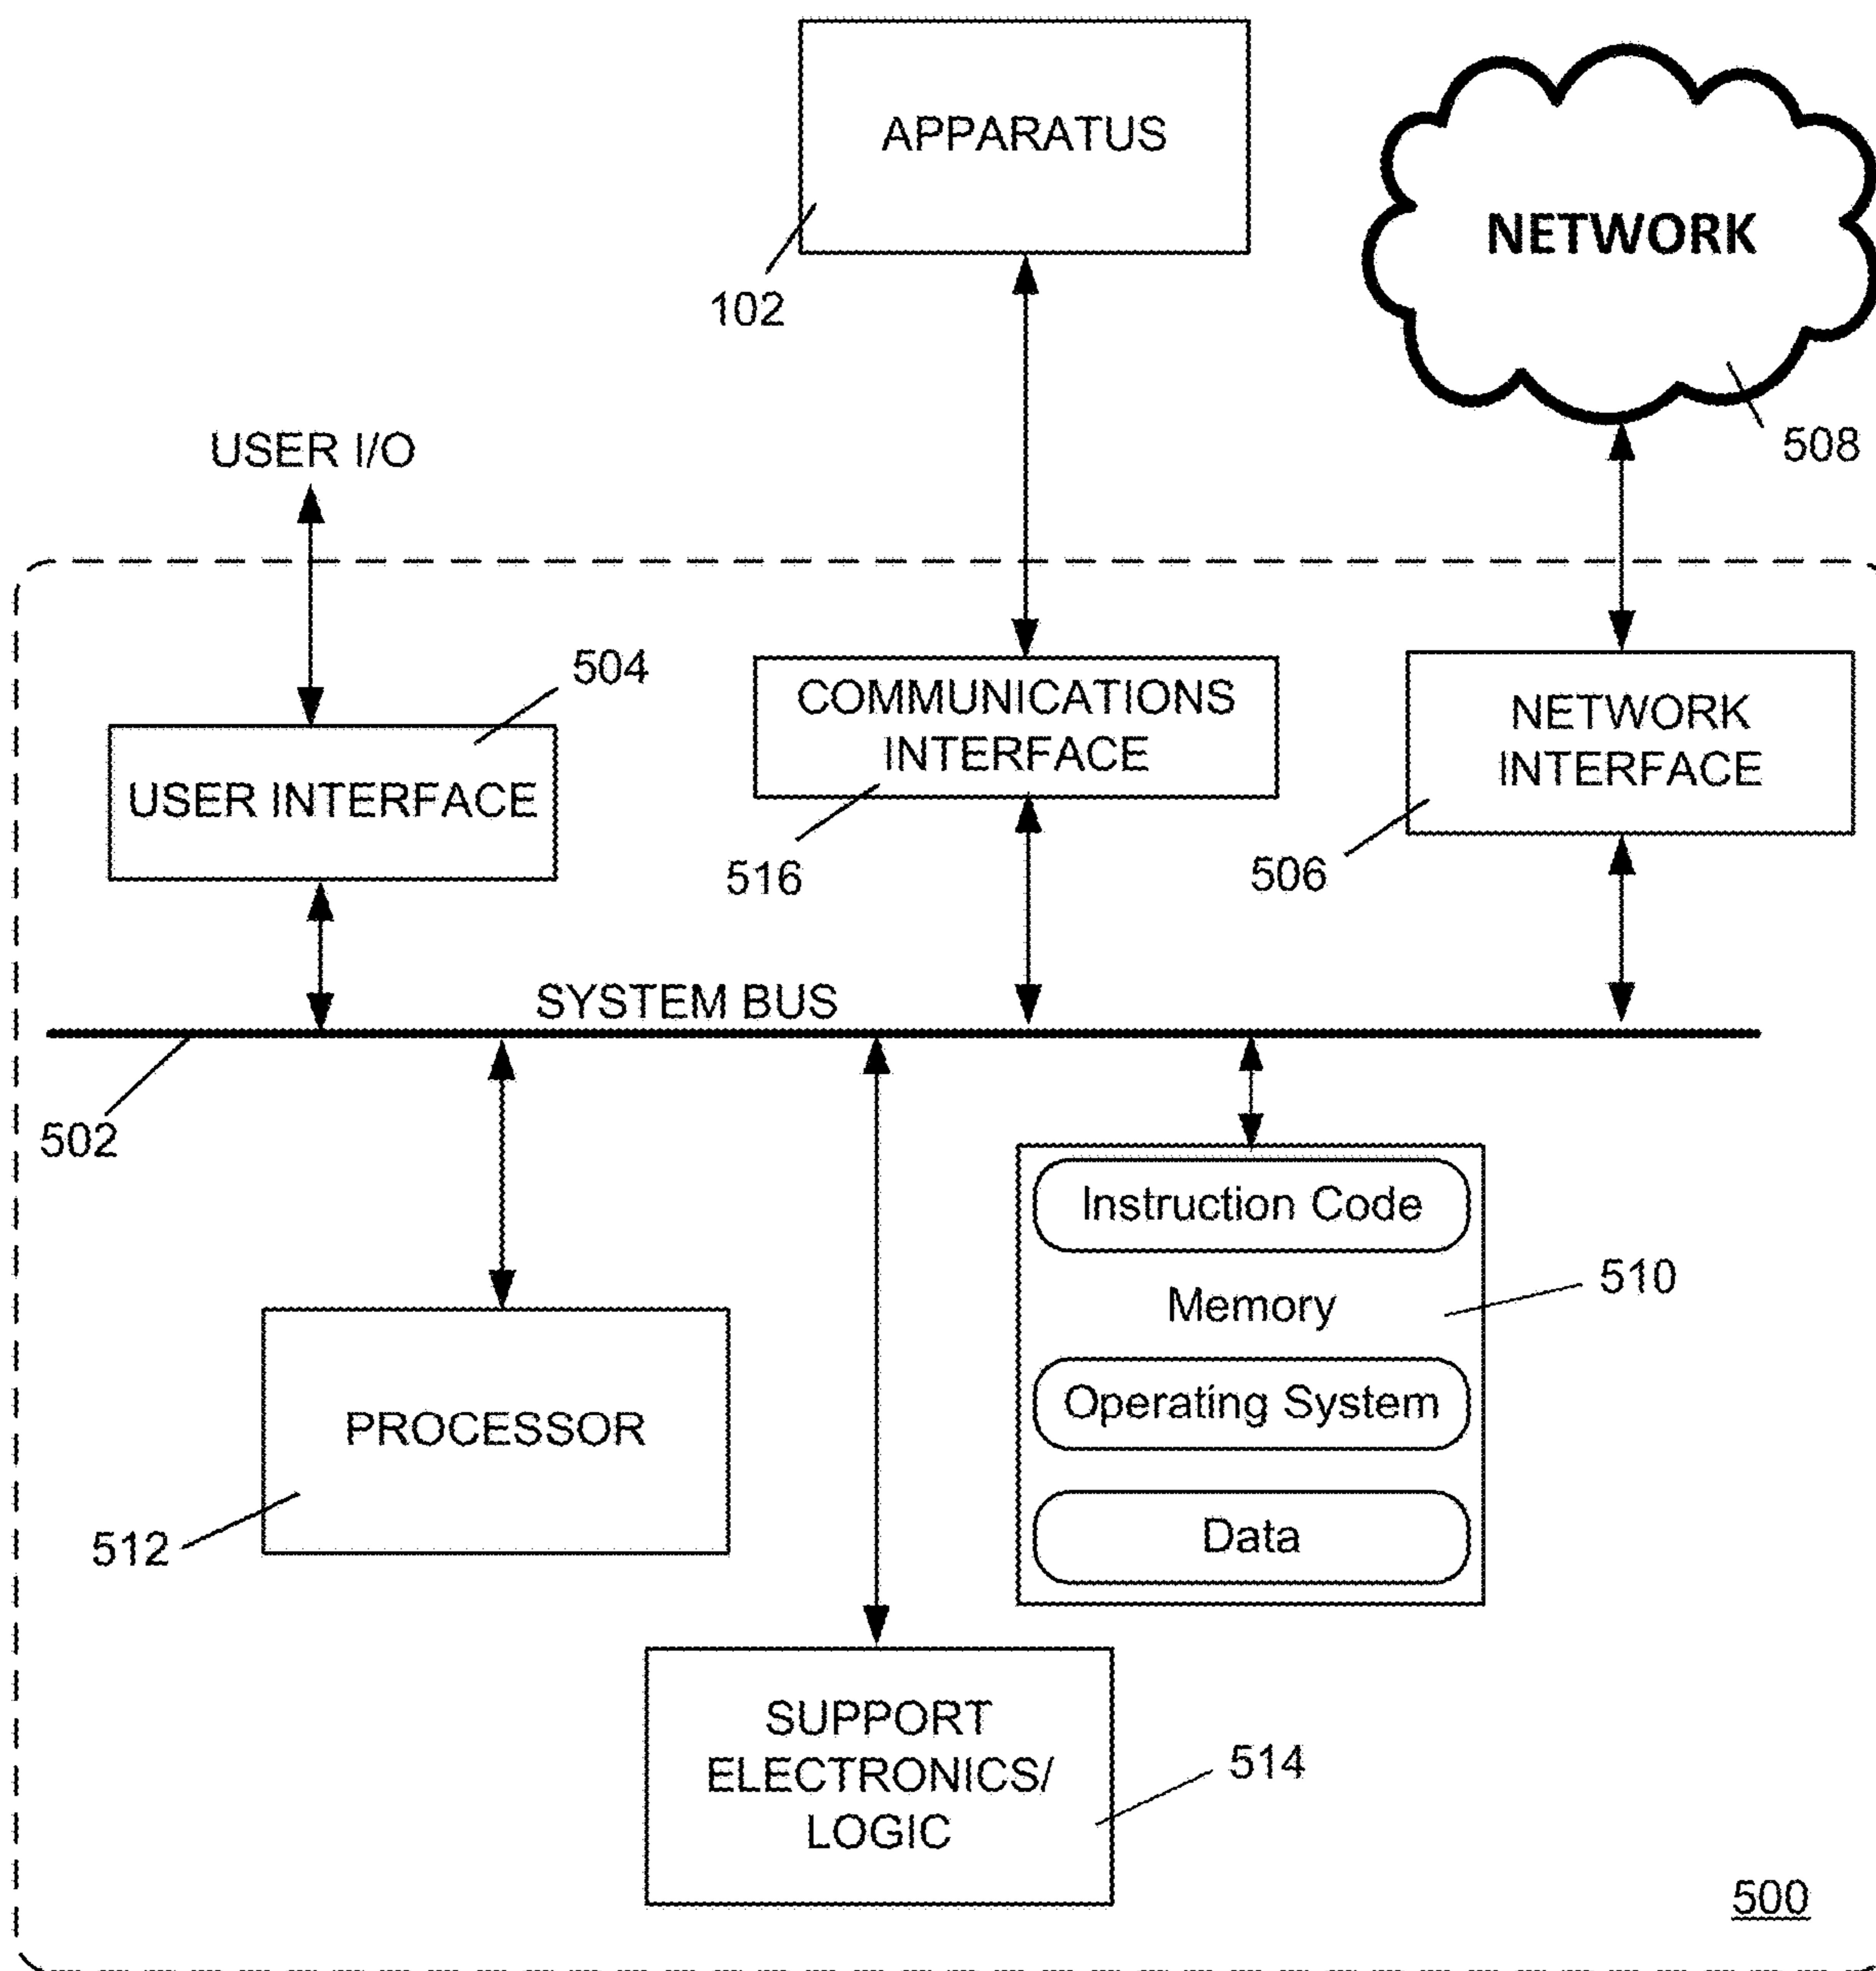 APPARATUS
NETWORK
102
508
USER I/O
504
COMMUNICATIONS
INTERFACE
NETWORK
INTERFACE
USER INTERFACE
516
506
SYSTEM BUS
502
Instruction Code
510
Memory
Operating System
PROCESSOR
Data
512
SUPPORT
ELECTRONICS/
LOGIC
514
500